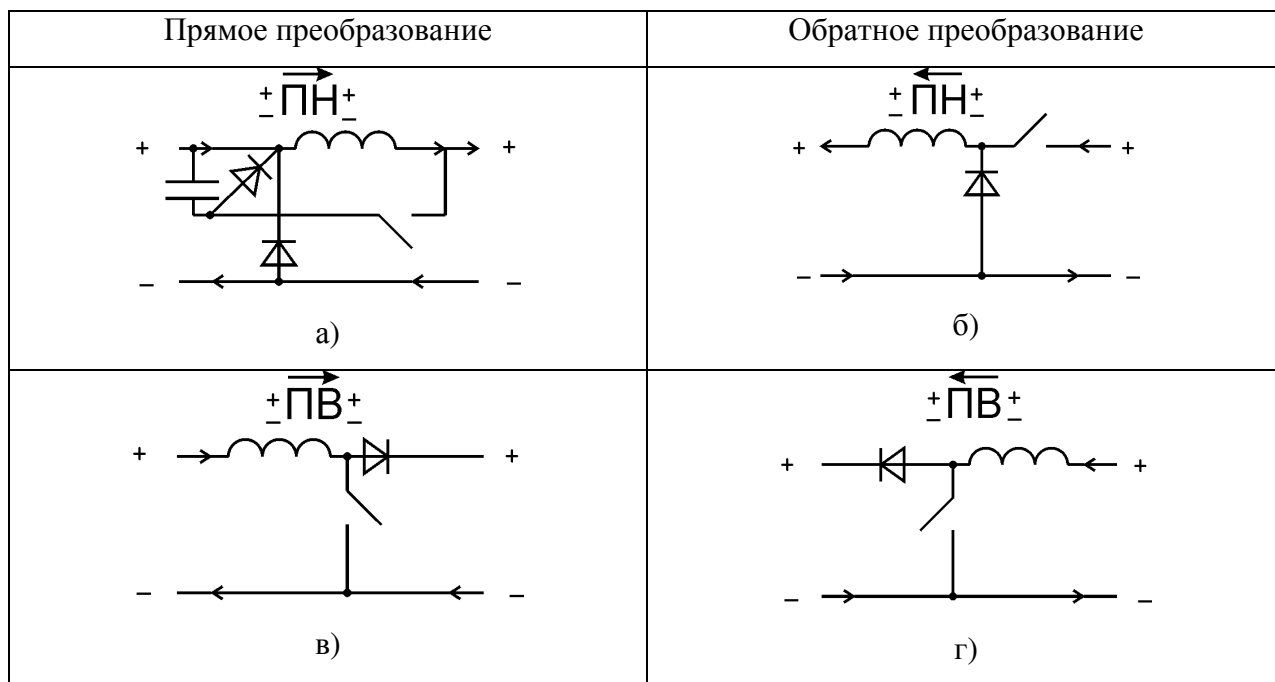 Прямое преобразование
Обратное преобразование
± ПН ±
+ +
– –
а)
± ПН ±
+ +
– –
б)
± ПВ ±
+ +
– –
в)
± ПВ ±
+ +
– –
г)